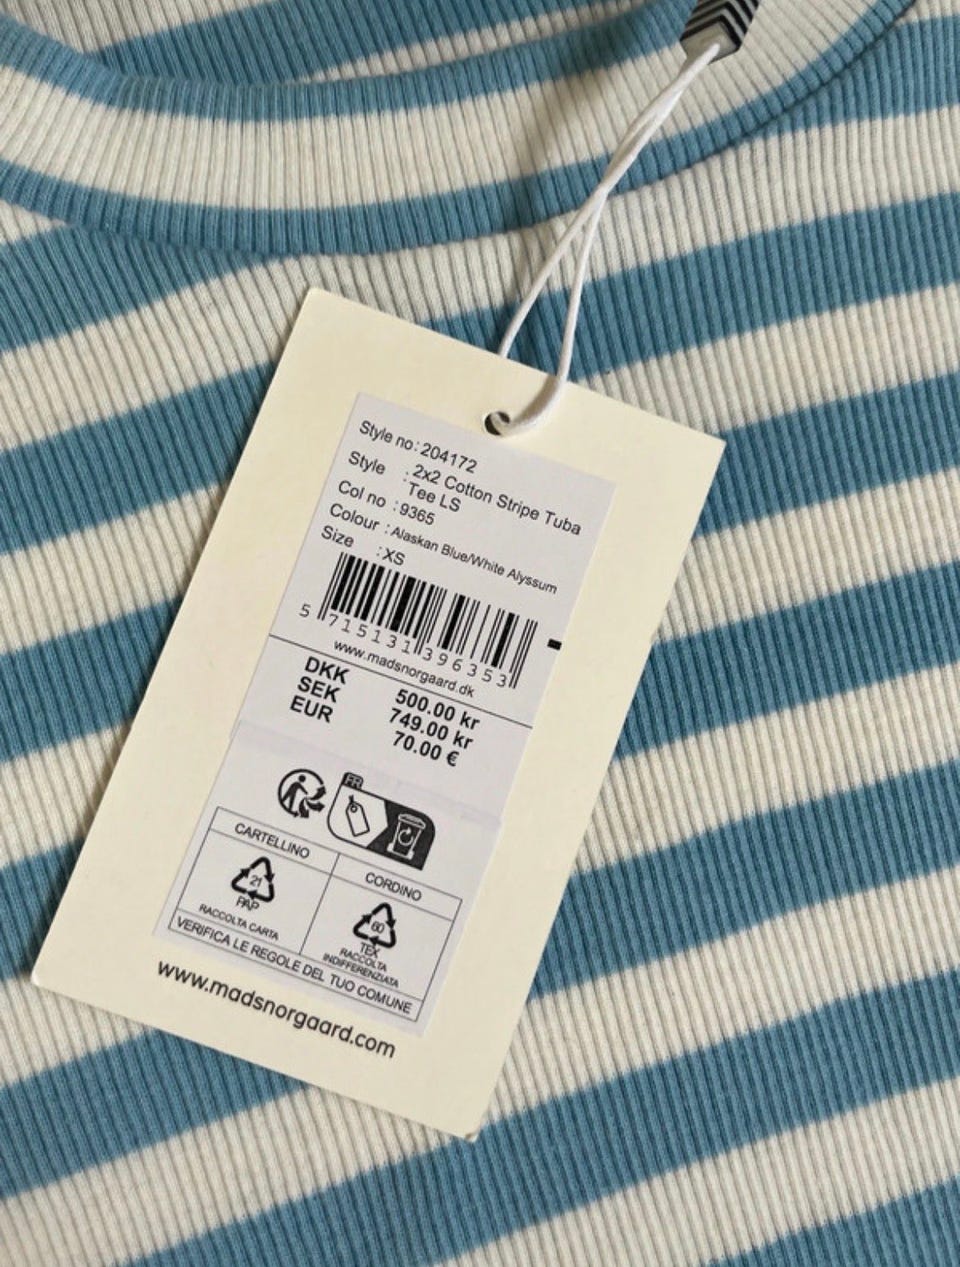 Style no : 204172
Style : 2x2 Cotton Stripe Tuba
Tee LS
Col no : 9365
Colour : Alaskan Blue/White Alyssum
Size : XS
5 715131 396353
www.madsnorgaard.dk
DKK 500.00 kr
SEK 749.00 kr
EUR 70.00 €
FR
CARTELLINO
CORDINO
21
PAP
RACCOLTA CARTA
60
TEX
RACCOLTA
INDIFFERENZIATA
VERIFICA LE REGOLE DEL TUO COMUNE
www.madsnorgaard.com